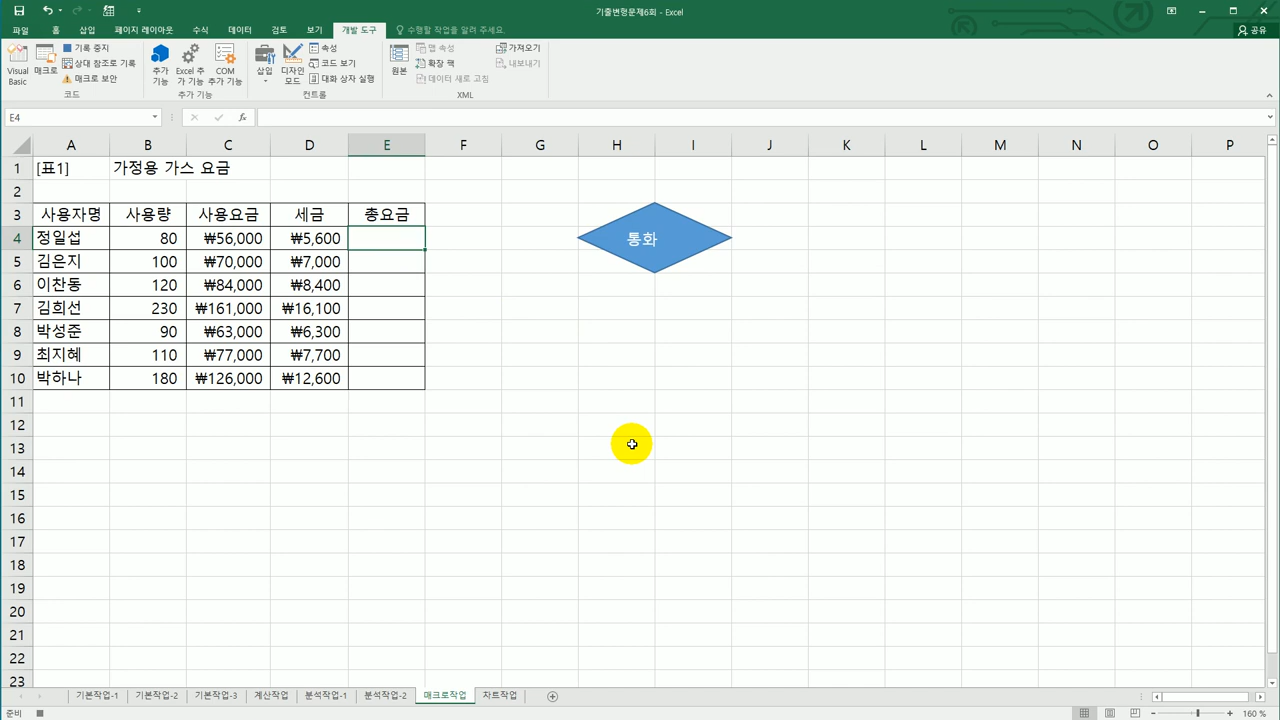 기출변형문제6회 - Excel
파일 홈 삽입 페이지 레이아웃 수식 데이터 검토 보기 개발 도구 수행할 작업을 알려 주세요. 공유
Visual Basic
매크로
기록 중지
상대 참조로 기록
매크로 보안
코드
추가 기능
Excel 추가 기능
COM 추가 기능
추가 기능
삽입
디자인 모드
속성
코드 보기
대화 상자 실행
컨트롤
원본
맵 속성
확장 팩
데이터 새로 고침
가져오기
내보내기
XML
E4 fx
A B C D E F G H I J K L M N O P
1 [표1] 가정용 가스 요금
2
3 사용자명 사용량 사용요금 세금 총요금
4 정일섭 80 ₩56,000 ₩5,600 통화
5 김은지 100 ₩70,000 ₩7,000
6 이찬동 120 ₩84,000 ₩8,400
7 김희선 230 ₩161,000 ₩16,100
8 박성준 90 ₩63,000 ₩6,300
9 최지혜 110 ₩77,000 ₩7,700
10 박하나 180 ₩126,000 ₩12,600
11
12
13
14
15
16
17
18
19
20
21
22
23
기본작업-1 기본작업-2 기본작업-3 계산작업 분석작업-1 분석작업-2 매크로작업 차트작업
준비 160 %